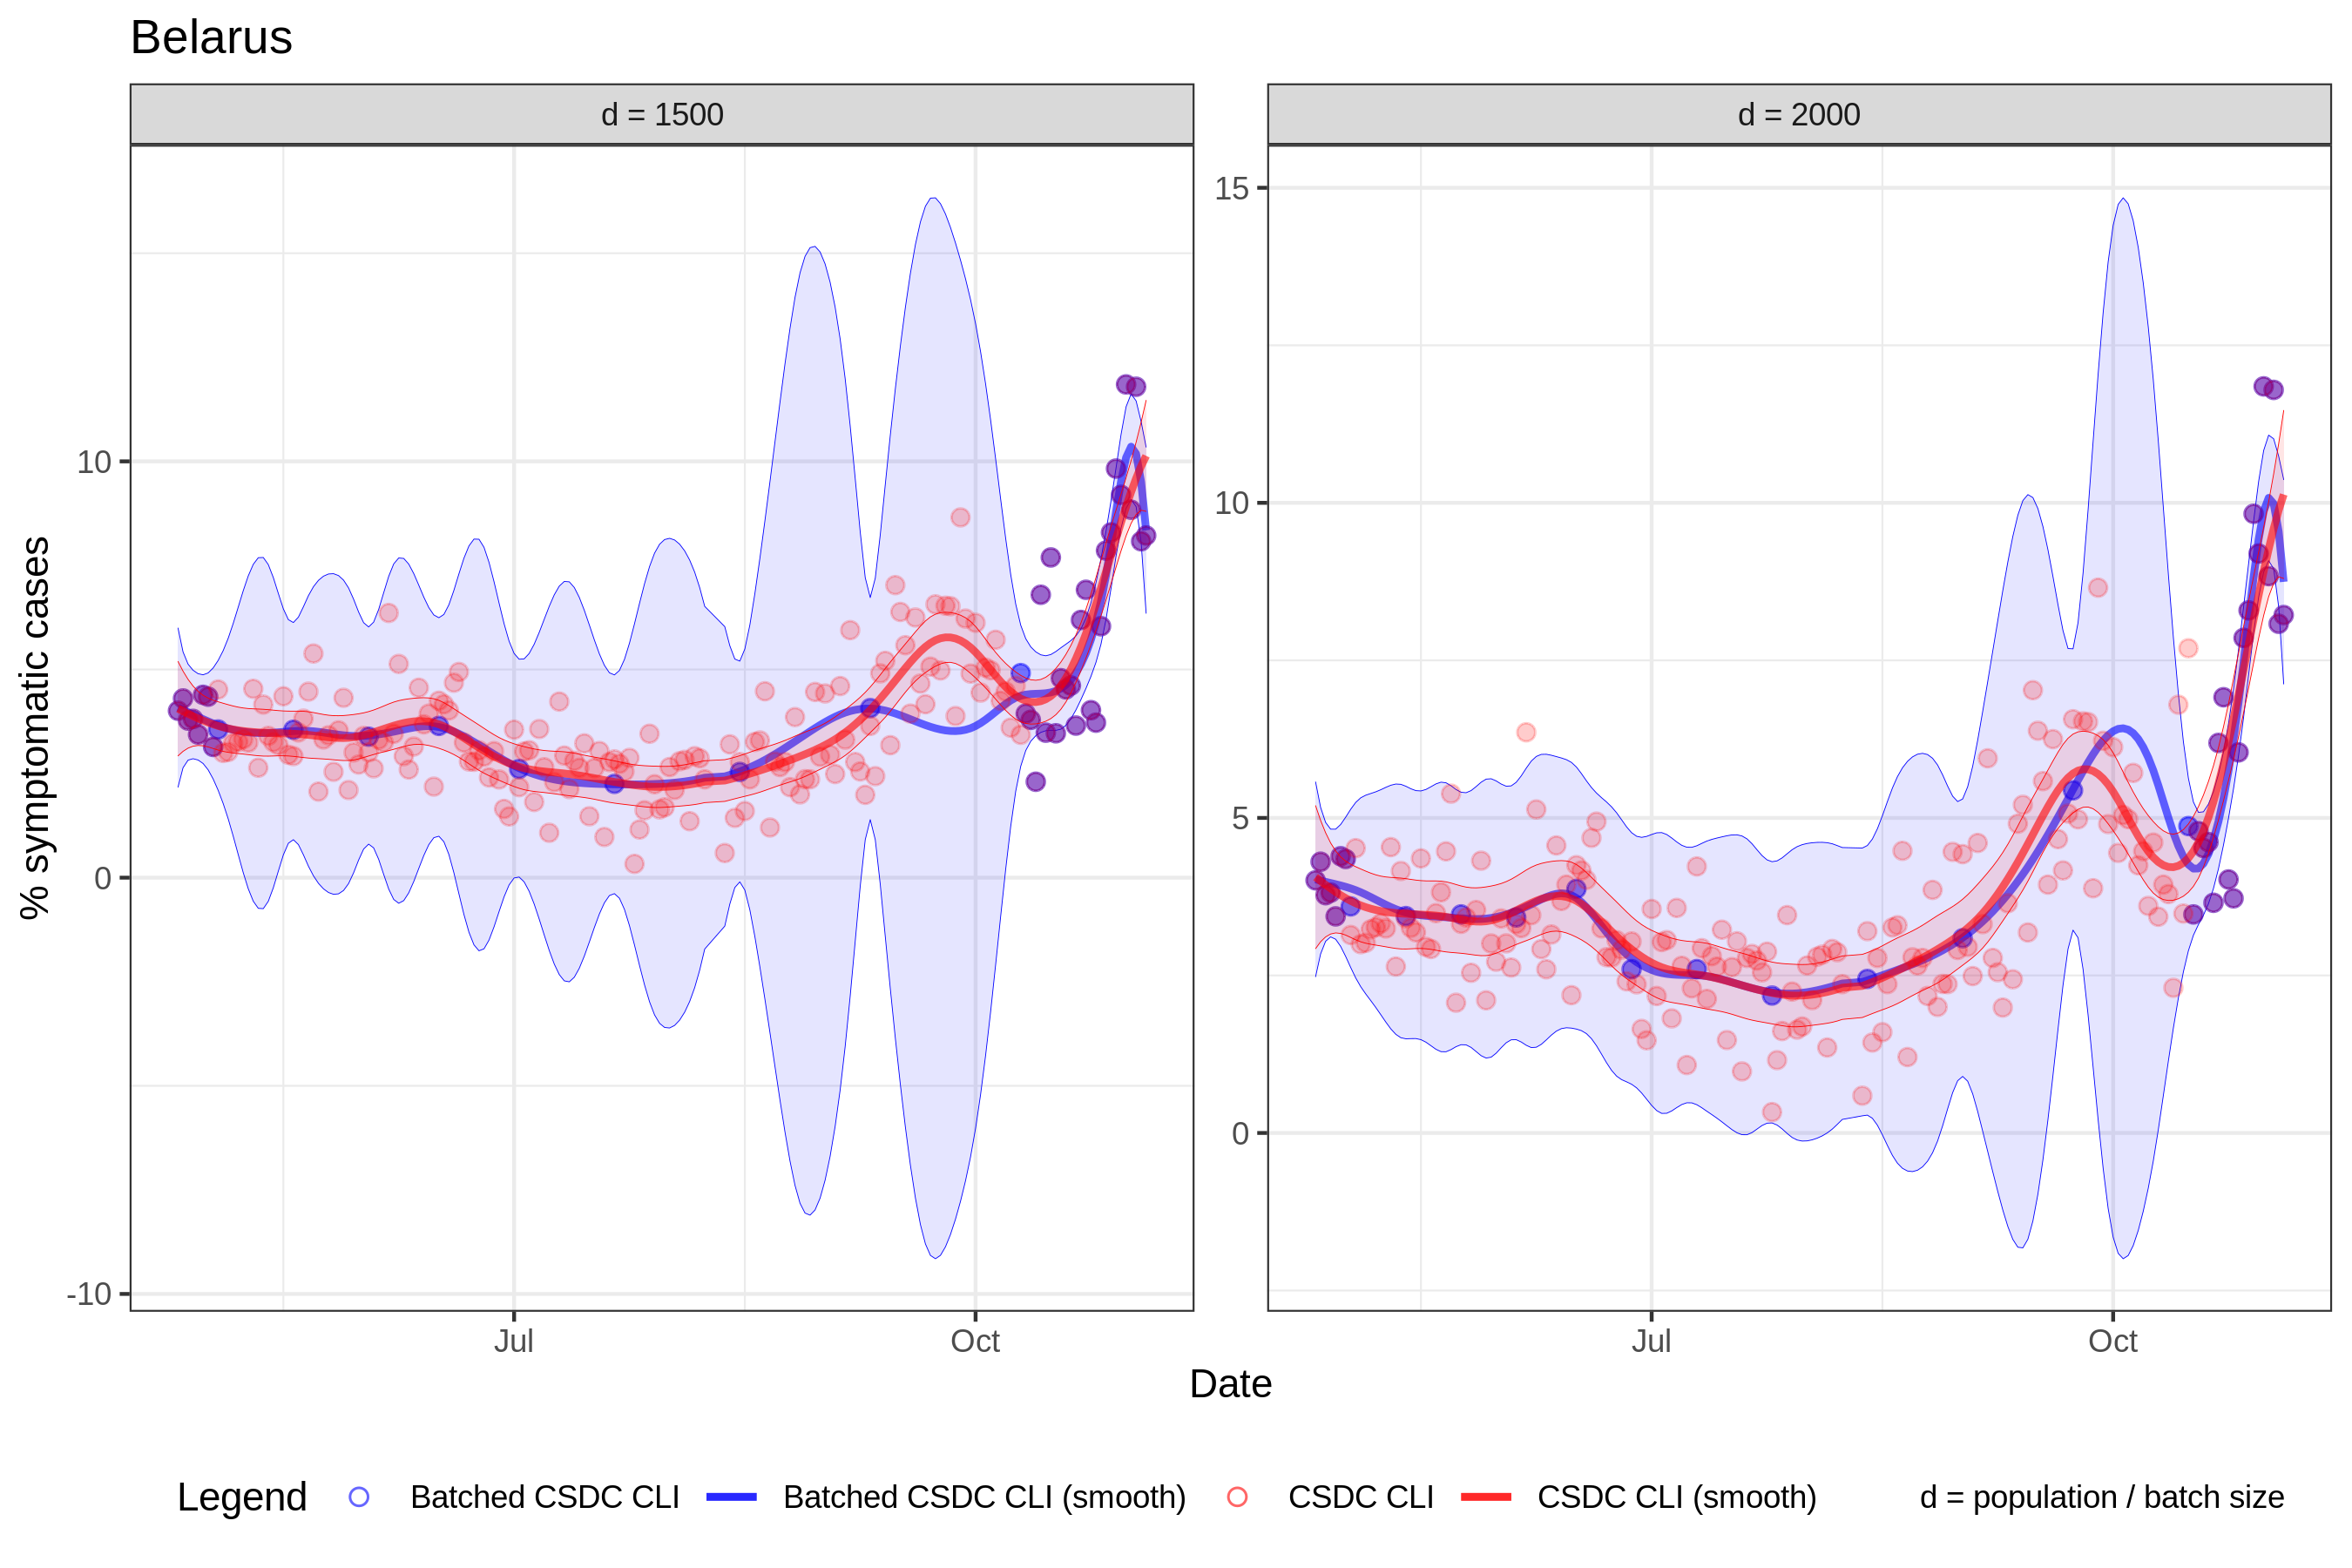 Belarus
d = 1500
d = 2000
% symptomatic cases
10
0
-10
15
10
5
0
Jul
Oct
Jul
Oct
Date
Legend
Batched CSDC CLI
Batched CSDC CLI (smooth)
CSDC CLI
CSDC CLI (smooth)
d = population / batch size